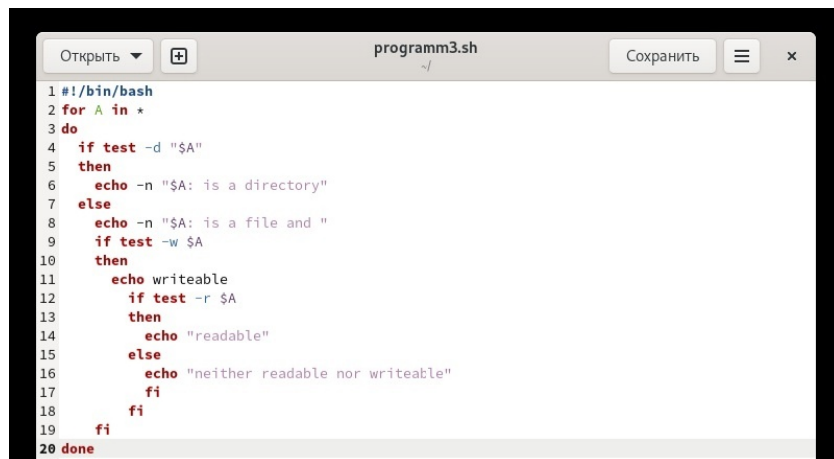 Открыть
programm3.sh
~/
Сохранить
1 #!/bin/bash
2 for A in *
3 do
4   if test -d "$A"
5   then
6     echo -n "$A: is a directory"
7   else
8     echo -n "$A: is a file and "
9     if test -w $A
10     then
11       echo writeable
12         if test -r $A
13         then
14           echo "readable"
15         else
16           echo "neither readable nor writeable"
17           fi
18         fi
19     fi
20 done